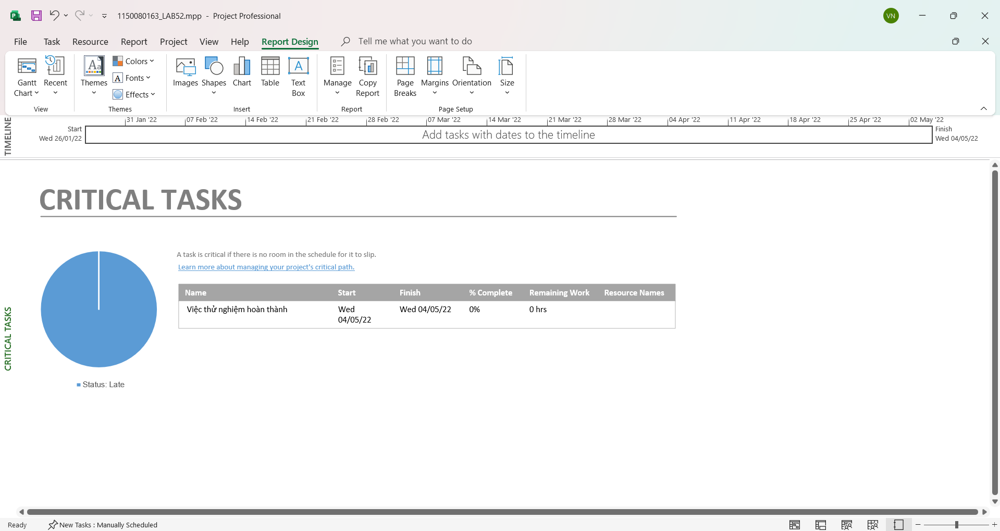 1150080163_LAB52.mpp - Project Professional
VN
File Task Resource Report Project View Help Report Design Tell me what you want to do
Gantt Chart
Recent
View
Themes
Colors
Fonts
Effects
Themes
Images
Shapes
Chart
Table
Text Box
Insert
Manage
Copy Report
Report
Page Breaks
Margins
Orientation
Size
Page Setup
TIMELINE
31 Jan '22 07 Feb '22 14 Feb '22 21 Feb '22 28 Feb '22 07 Mar '22 14 Mar '22 21 Mar '22 28 Mar '22 04 Apr '22 11 Apr '22 18 Apr '22 25 Apr '22 02 May '22
Start
Wed 26/01/22
Add tasks with dates to the timeline
Finish
Wed 04/05/22
CRITICAL TASKS
CRITICAL TASKS
A task is critical if there is no room in the schedule for it to slip.
Learn more about managing your project's critical path.
Name Start Finish % Complete Remaining Work Resource Names
Việc thử nghiệm hoàn thành Wed 04/05/22 Wed 04/05/22 0% 0 hrs
Status: Late
Ready New Tasks : Manually Scheduled